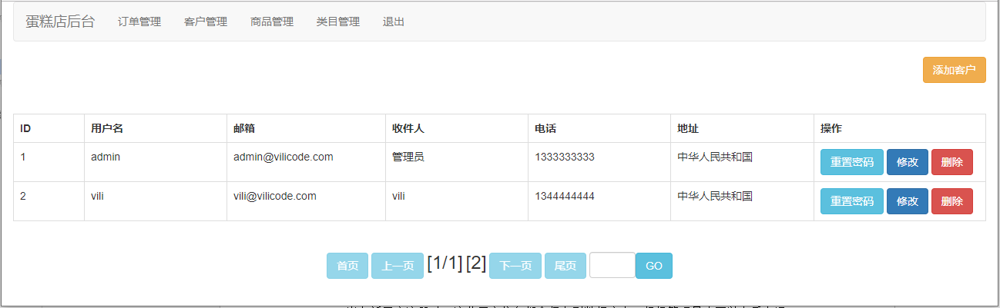 蛋糕店后台 订单管理 客户管理 商品管理 类目管理 退出
添加客户
ID 用户名 邮箱 收件人 电话 地址 操作
1 admin admin@vilicode.com 管理员 1333333333 中华人民共和国 重置密码 修改 删除
2 vili vili@vilicode.com vili 1344444444 中华人民共和国 重置密码 修改 删除
首页 上一页 [1/1] [2] 下一页 尾页 GO